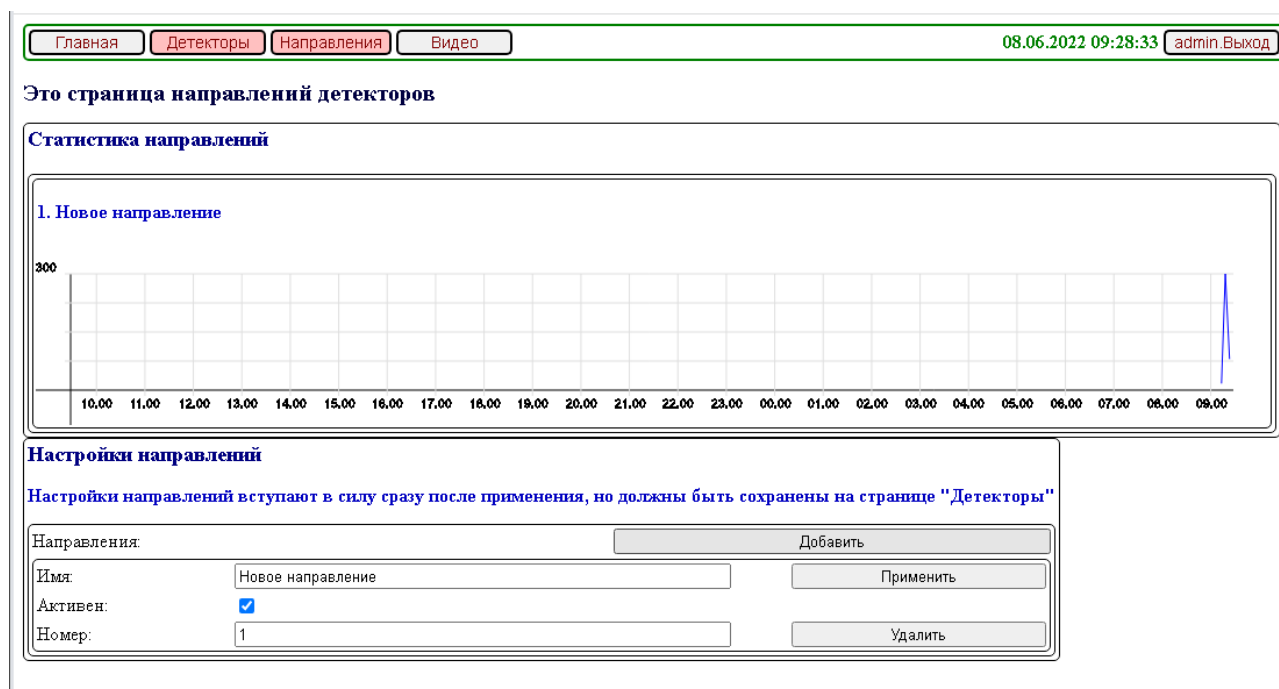 Главная Детекторы Направления Видео 08.06.2022 09:28:33 admin.Выход
Это страница направлений детекторов
Статистика направлений
1. Новое направление
300
10.00 11.00 12.00 13.00 14.00 15.00 16.00 17.00 18.00 19.00 20.00 21.00 22.00 23.00 00.00 01.00 02.00 03.00 04.00 05.00 06.00 07.00 08.00 09.00
Настройки направлений
Настройки направлений вступают в силу сразу после применения, но должны быть сохранены на странице "Детекторы"
Направления: Добавить
Имя: Новое направление Применить
Активен:
Номер: 1 Удалить